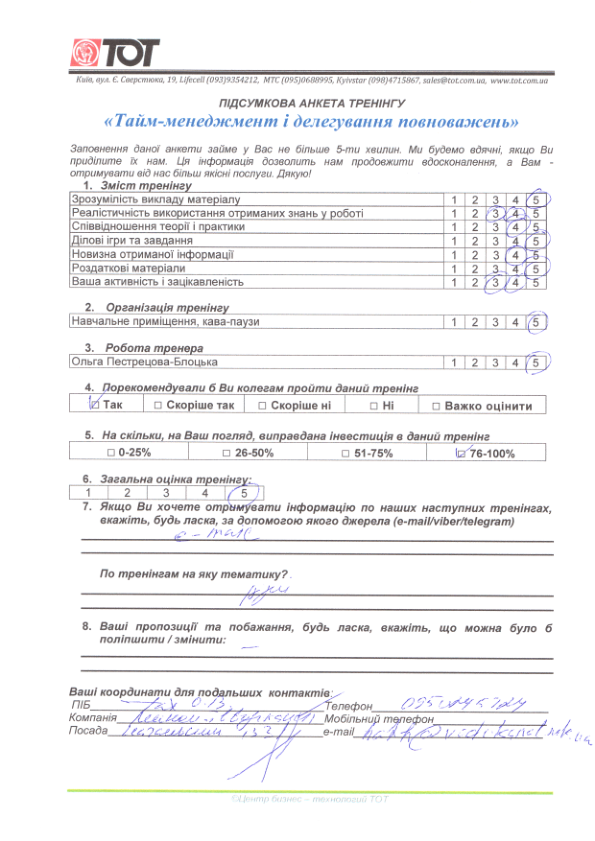 ТОТ
Київ, вул. Є. Сверстюка, 19, Lifecell (093)9354212, МТС (095)0688995, Kyivstar (098)4715867, sales@tot.com.ua, www.tot.com.ua
ПІДСУМКОВА АНКЕТА ТРЕНІНГУ
«Тайм-менеджмент і делегування повноважень»
Заповнення даної анкети займе у Вас не більше 5-ти хвилин. Ми будемо вдячні, якщо Ви
приділите їх нам. Ця інформація дозволить нам продовжити вдосконалення, а Вам -
отримувати від нас більш якісні послуги. Дякую!
1. Зміст тренінгу
Зрозумілість викладу матеріалу 1 2 3 4 5
Реалістичність використання отриманих знань у роботі 1 2 3 4 5
Співвідношення теорії і практики 1 2 3 4 5
Ділові ігри та завдання 1 2 3 4 5
Новизна отриманої інформації 1 2 3 4 5
Роздаткові матеріали 1 2 3 4 5
Ваша активність і зацікавленість 1 2 3 4 5
2. Організація тренінгу
Навчальне приміщення, кава-паузи 1 2 3 4 5
3. Робота тренера
Ольга Пестрецова-Блоцька 1 2 3 4 5
4. Порекомендували б Ви колегам пройти даний тренінг
☑ Так ☐ Скоріше так ☐ Скоріше ні ☐ Ні ☐ Важко оцінити
5. На скільки, на Ваш погляд, виправдана інвестиція в даний тренінг
☐ 0-25% ☐ 26-50% ☐ 51-75% ☑ 76-100%
6. Загальна оцінка тренінгу:
1 2 3 4 5
7. Якщо Ви хочете отримувати інформацію по наших наступних тренінгах,
вкажіть, будь ласка, за допомогою якого джерела (e-mail/viber/telegram)
e-mail
По тренінгам на яку тематику?
8. Ваші пропозиції та побажання, будь ласка, вкажіть, що можна було б
поліпшити / змінити: —
Ваші координати для подальших контактів:
ПІБ Телефон
Компанія Мобільний телефон
Посада e-mail
©Центр бизнес – технологий ТОТ